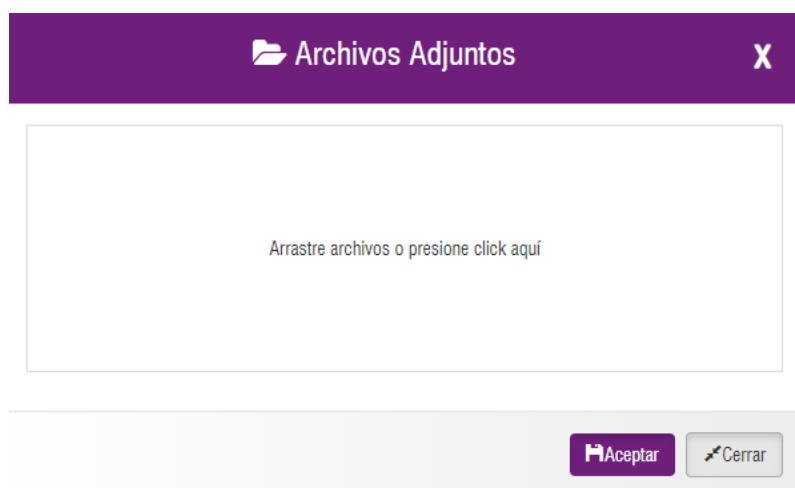 Archivos Adjuntos X
Arrastre archivos o presione click aquí
Aceptar Cerrar